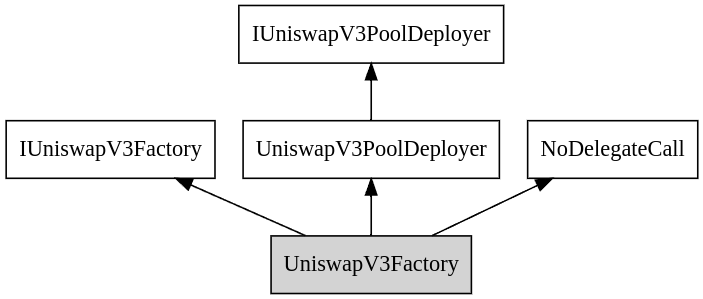 IUniswapV3PoolDeployer
IUniswapV3Factory
UniswapV3PoolDeployer
NoDelegateCall
UniswapV3Factory